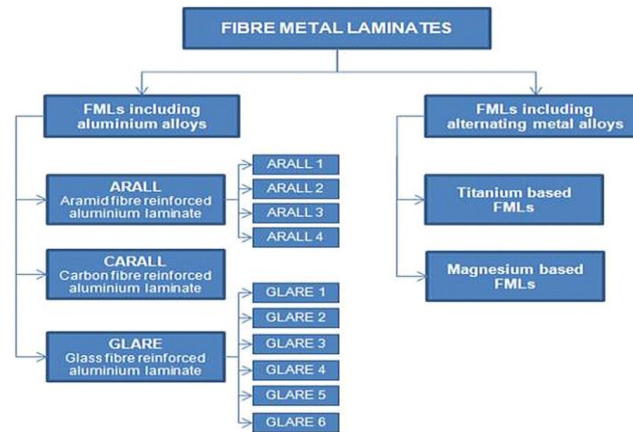 FIBRE METAL LAMINATES
FMLs including
aluminium alloys
FMLs including
alternating metal alloys
ARALL
Aramid fibre reinforced
aluminium laminate
ARALL 1
ARALL 2
ARALL 3
ARALL 4
CARALL
Carbon fibre reinforced
aluminium laminate
GLARE
Glass fibre reinforced
aluminium laminate
GLARE 1
GLARE 2
GLARE 3
GLARE 4
GLARE 5
GLARE 6
Titanium based
FMLs
Magnesium based
FMLs